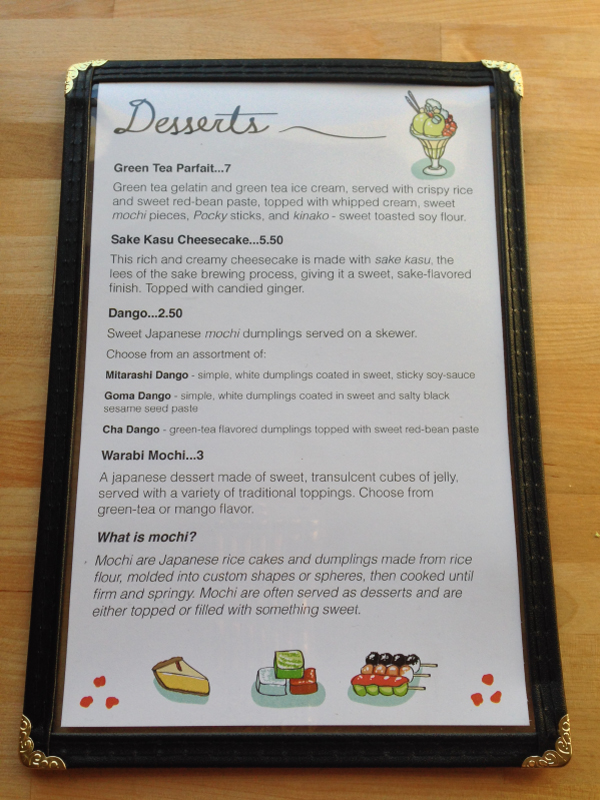 Desserts
Green Tea Parfait...7
Green tea gelatin and green tea ice cream, served with crispy rice
and sweet red-bean paste, topped with whipped cream, sweet
mochi pieces, Pocky sticks, and kinako - sweet toasted soy flour.
Sake Kasu Cheesecake...5.50
This rich and creamy cheesecake is made with sake kasu, the
lees of the sake brewing process, giving it a sweet, sake-flavored
finish. Topped with candied ginger.
Dango...2.50
Sweet Japanese mochi dumplings served on a skewer.
Choose from an assortment of:
Mitarashi Dango - simple, white dumplings coated in sweet, sticky soy-sauce
Goma Dango - simple, white dumplings coated in sweet and salty black
sesame seed paste
Cha Dango - green-tea flavored dumplings topped with sweet red-bean paste
Warabi Mochi...3
A japanese dessert made of sweet, transulcent cubes of jelly,
served with a variety of traditional toppings. Choose from
green-tea or mango flavor.
What is mochi?
Mochi are Japanese rice cakes and dumplings made from rice
flour, molded into custom shapes or spheres, then cooked until
firm and springy. Mochi are often served as desserts and are
either topped or filled with something sweet.